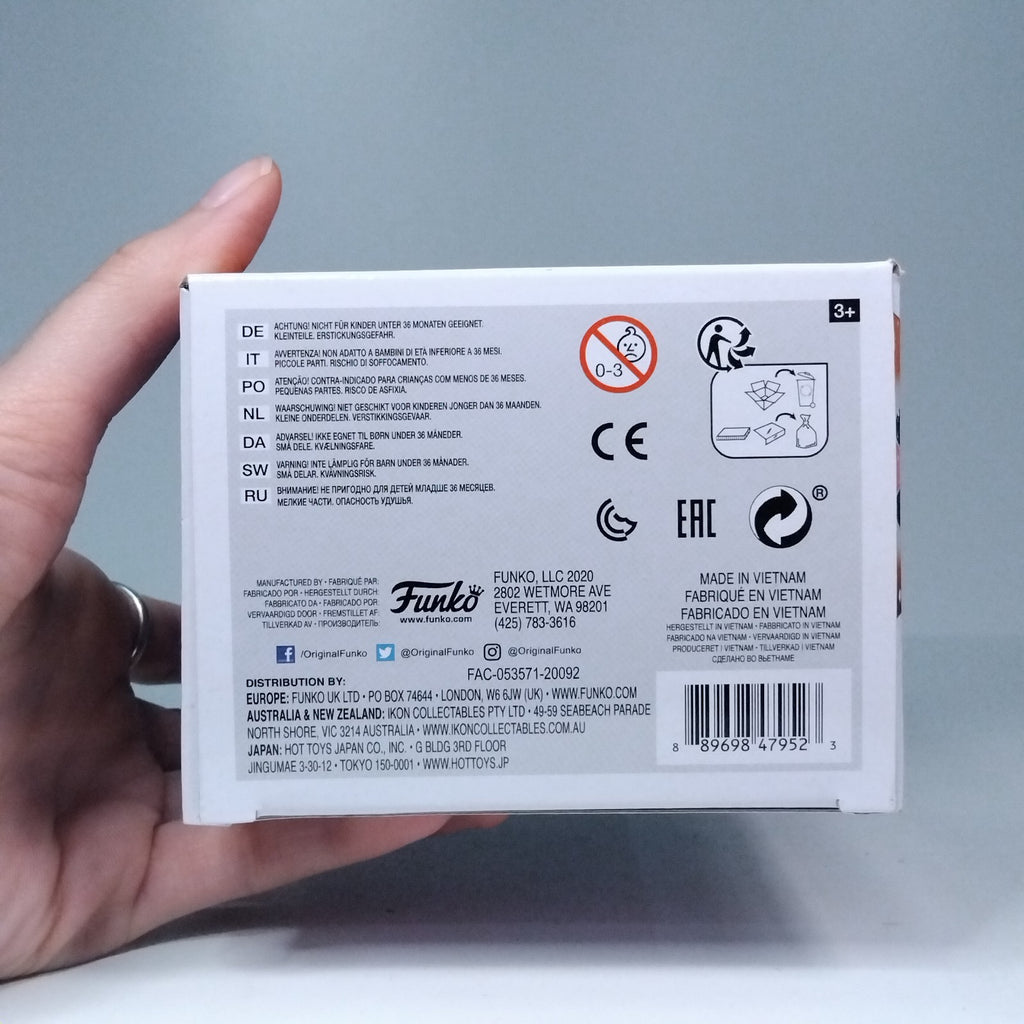 3+
DE ACHTUNG! NICHT FÜR KINDER UNTER 36 MONATEN GEEIGNET.
KLEINTEILE. ERSTICKUNGSGEFAHR.
IT AVVERTENZA! NON ADATTO A BAMBINI DI ETÀ INFERIORE A 36 MESI.
PICCOLE PARTI. RISCHIO DI SOFFOCAMENTO.
PO ATENÇÃO! CONTRA-INDICADO PARA CRIANÇAS COM MENOS DE 36 MESES.
PEQUENAS PARTES. RISCO DE ASFIXIA.
NL WAARSCHUWING! NIET GESCHIKT VOOR KINDEREN JONGER DAN 36 MAANDEN.
KLEINE ONDERDELEN. VERSTIKKINGSGEVAAR.
DA ADVARSEL! IKKE EGNET TIL BØRN UNDER 36 MÅNEDER.
SMÅ DELE. KVÆLNINGSFARE.
SW VARNING! INTE LÄMPLIG FÖR BARN UNDER 36 MÅNADER.
SMÅ DELAR. KVÄVNINGSRISK.
RU ВНИМАНИЕ! НЕ ПРИГОДНО ДЛЯ ДЕТЕЙ МЛАДШЕ 36 МЕСЯЦЕВ.
МЕЛКИЕ ЧАСТИ. ОПАСНОСТЬ УДУШЬЯ.
0-3
CE
EAC
®
MANUFACTURED BY • FABRIQUÉ PAR:
FABRICADO POR • HERGESTELLT DURCH:
FABBRICATO DA • FABRICADO POR:
VERVAARDIGD DOOR • FREMSTILLET AF:
TILLVERKAD AV • ПРОИЗВОДИТЕЛЬ:
Funko
www.funko.com
FUNKO, LLC 2020
2802 WETMORE AVE
EVERETT, WA 98201
(425) 783-3616
/OriginalFunko @OriginalFunko @OriginalFunko
FAC-053571-20092
DISTRIBUTION BY:
EUROPE: FUNKO UK LTD • PO BOX 74644 • LONDON, W6 6JW (UK) • WWW.FUNKO.COM
AUSTRALIA & NEW ZEALAND: IKON COLLECTABLES PTY LTD • 49-59 SEABEACH PARADE
NORTH SHORE, VIC 3214 AUSTRALIA • WWW.IKONCOLLECTABLES.COM.AU
JAPAN: HOT TOYS JAPAN CO., INC. • G BLDG 3RD FLOOR
JINGUMAE 3-30-12 • TOKYO 150-0001 • WWW.HOTTOYS.JP
MADE IN VIETNAM
FABRIQUÉ EN VIETNAM
FABRICADO EN VIETNAM
HERGESTELLT IN VIETNAM • FABBRICATO IN VIETNAM
FABRICADO NA VIETNAM • VERVAARDIGD IN VIETNAM
PRODUCERET I VIETNAM • TILLVERKAD I VIETNAM
СДЕЛАНО ВО ВЬЕТНАМЕ
8 89698 47952 3